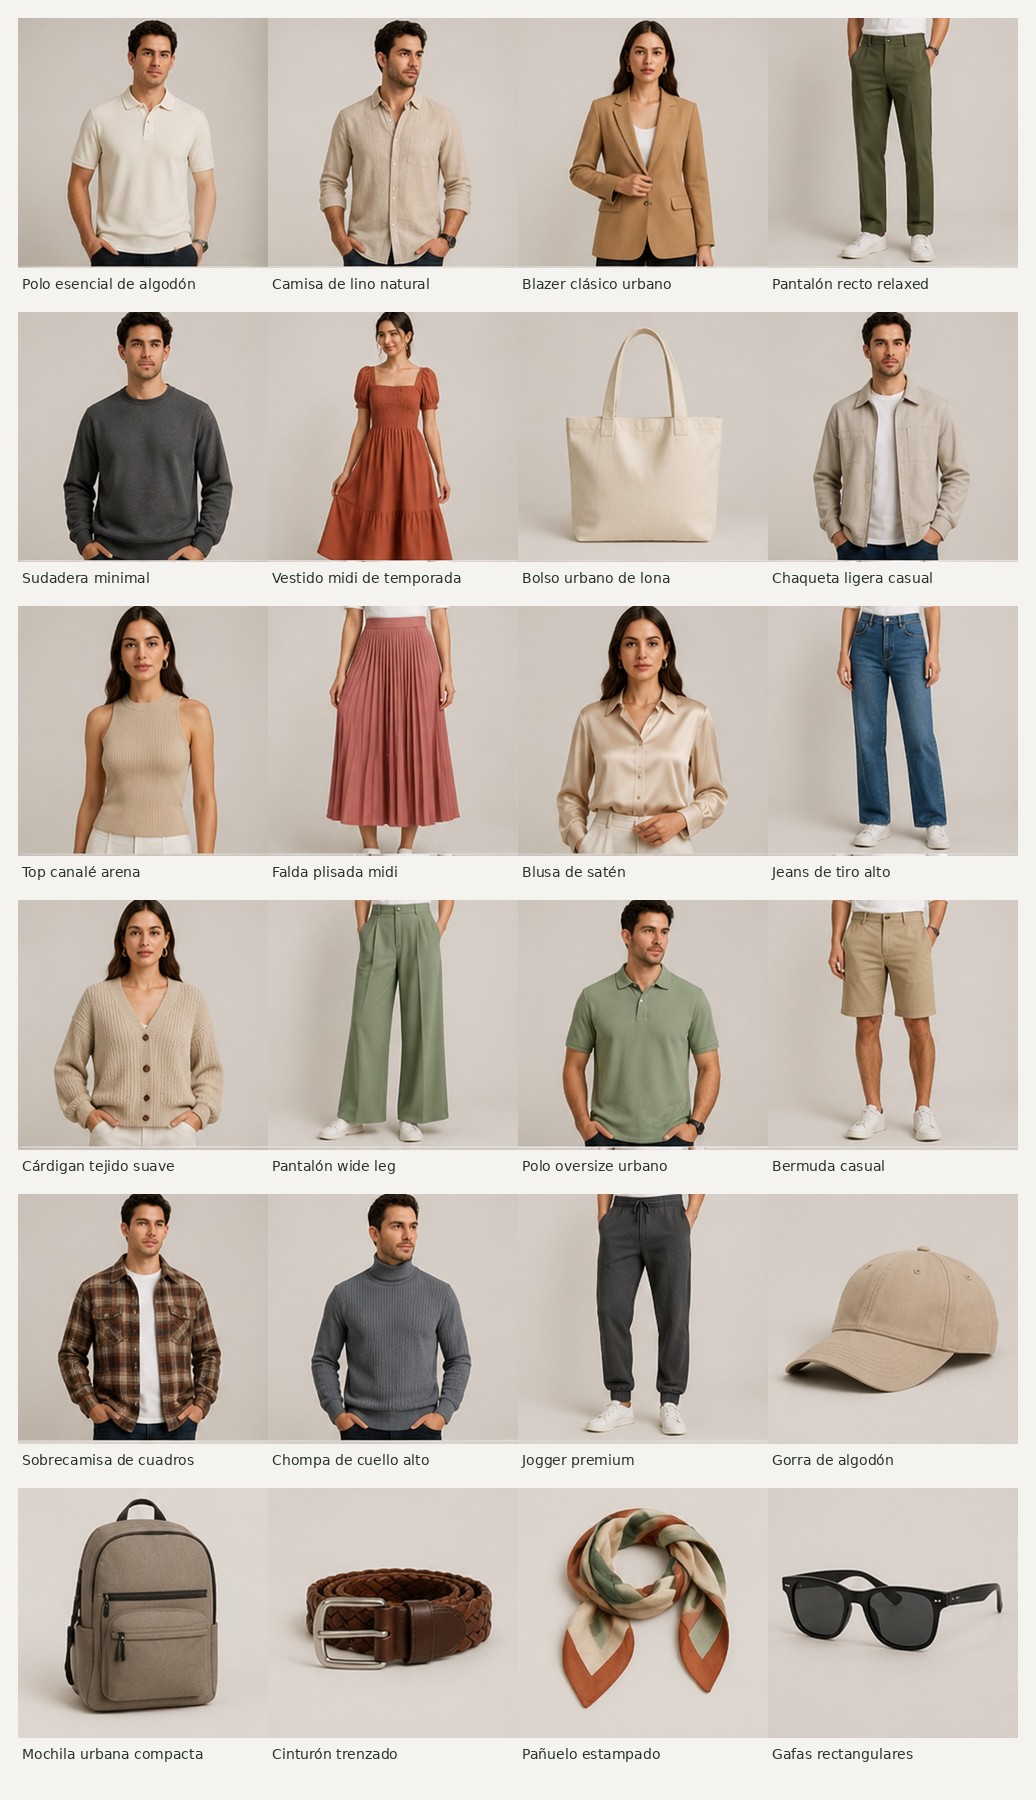 Polo esencial de algodón
Camisa de lino natural
Blazer clásico urbano
Pantalón recto relaxed
Sudadera minimal
Vestido midi de temporada
Bolso urbano de lona
Chaqueta ligera casual
Top canalé arena
Falda plisada midi
Blusa de satén
Jeans de tiro alto
Cárdigan tejido suave
Pantalón wide leg
Polo oversize urbano
Bermuda casual
Sobrecamisa de cuadros
Chompa de cuello alto
Jogger premium
Gorra de algodón
Mochila urbana compacta
Cinturón trenzado
Pañuelo estampado
Gafas rectangulares